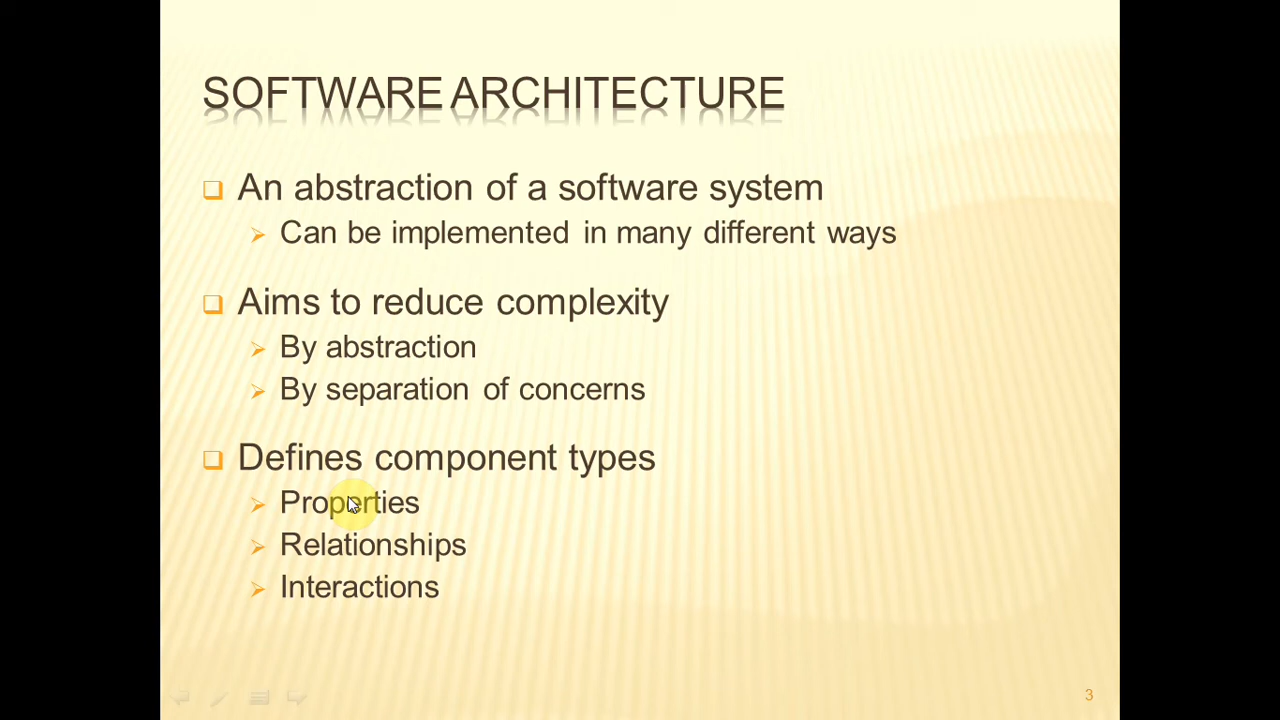 SOFTWARE ARCHITECTURE
An abstraction of a software system
Can be implemented in many different ways
Aims to reduce complexity
By abstraction
By separation of concerns
Defines component types
Properties
Relationships
Interactions
3